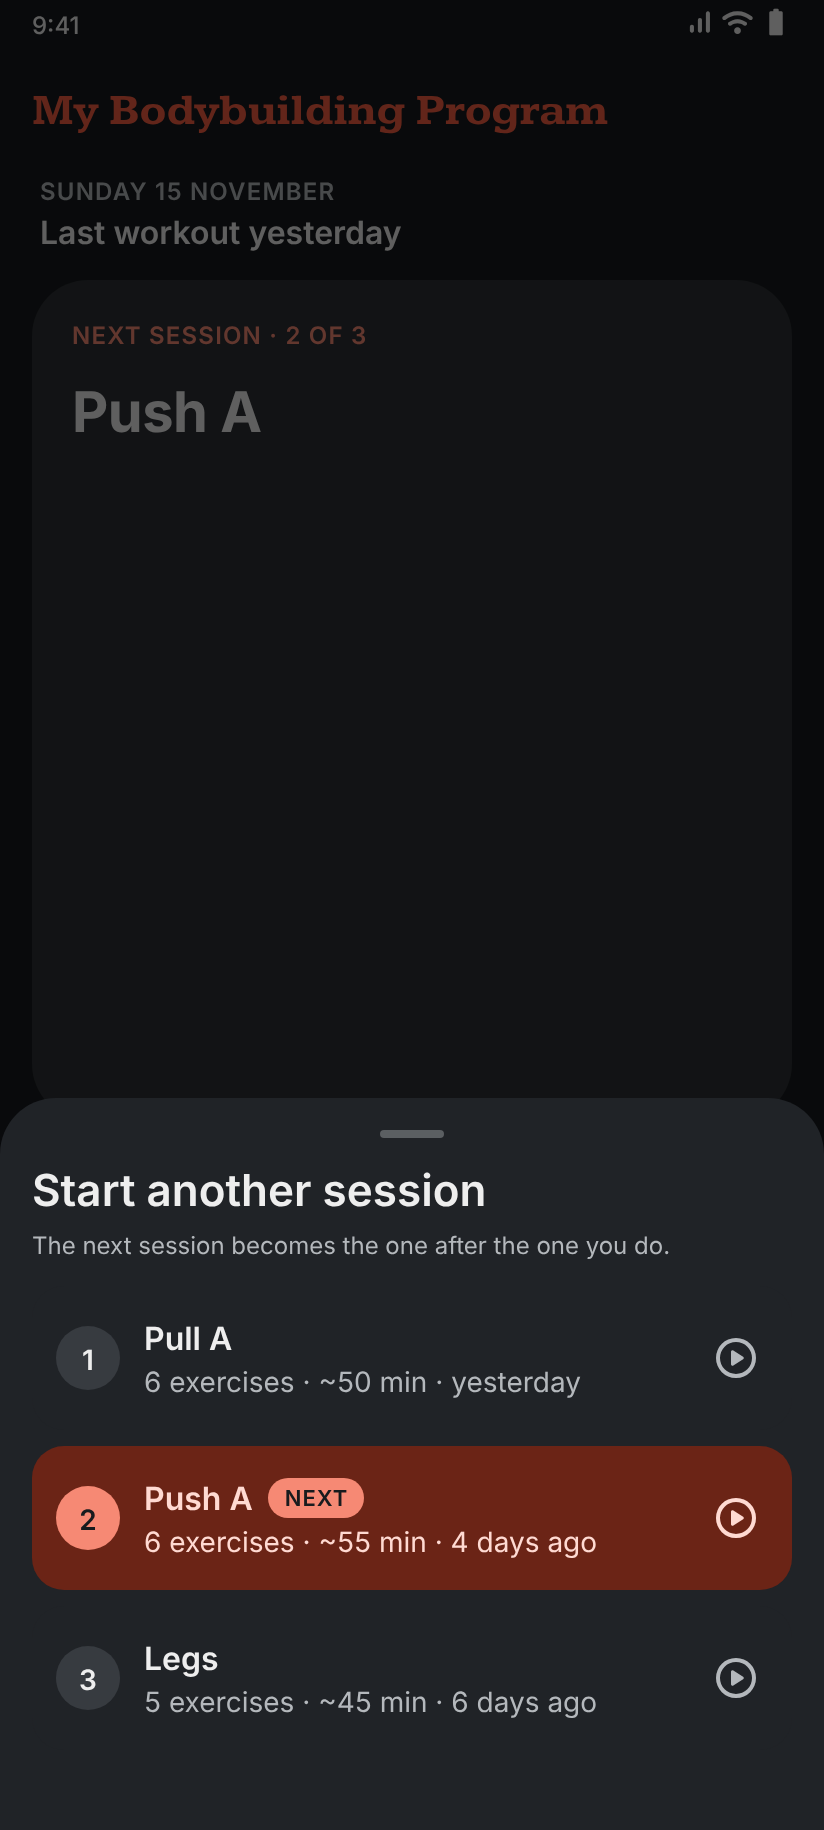 9:41
My Bodybuilding Program
SUNDAY 15 NOVEMBER
Last workout yesterday
NEXT SESSION · 2 OF 3
Push A
Start another session
The next session becomes the one after the one you do.
1
Pull A
6 exercises · ~50 min · yesterday
2
Push A NEXT
6 exercises · ~55 min · 4 days ago
3
Legs
5 exercises · ~45 min · 6 days ago